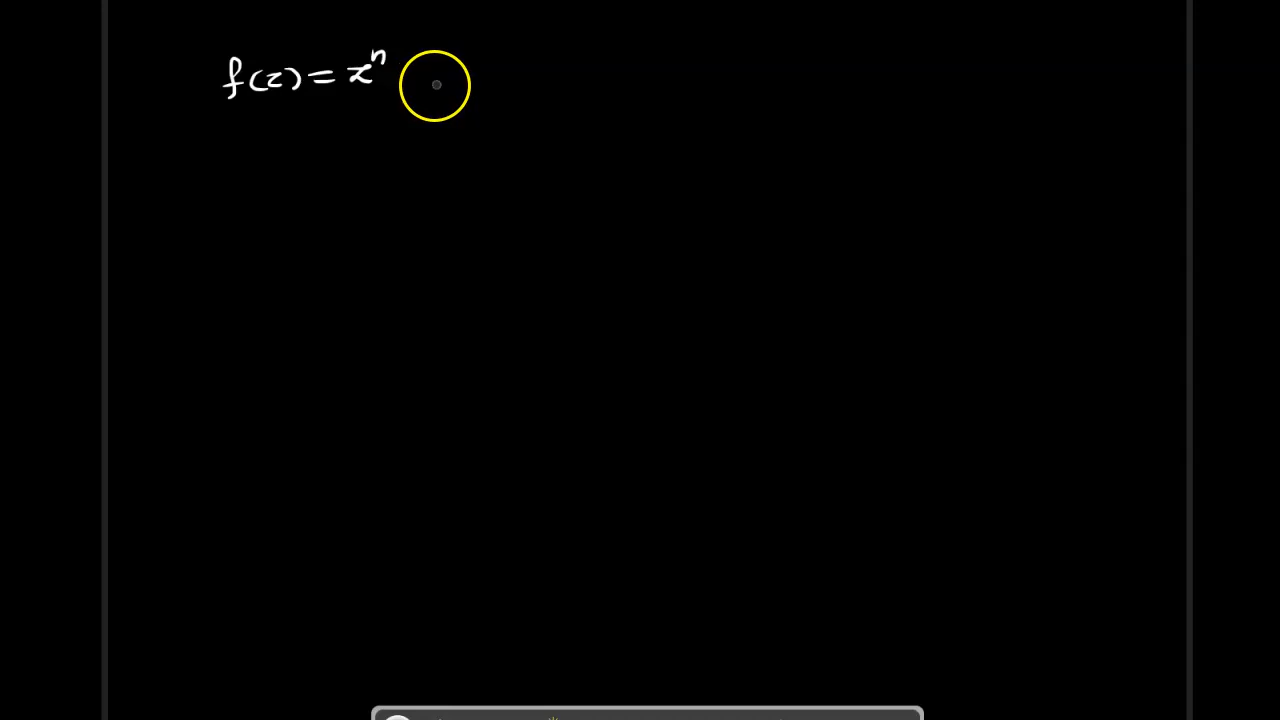 f(z) = z^n